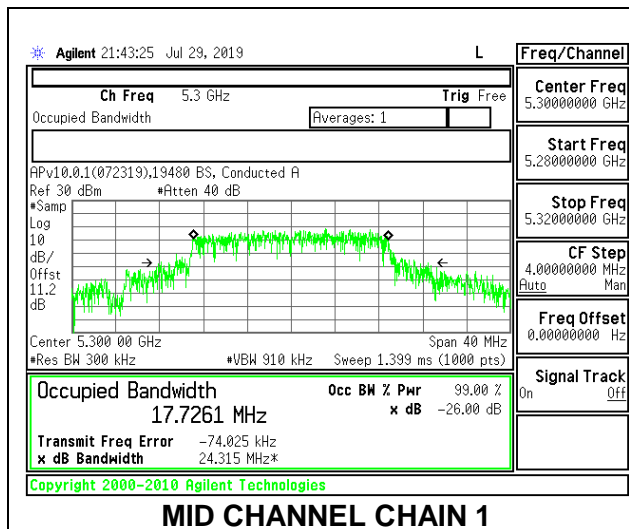 Agilent 21:43:25 Jul 29, 2019 L
Freq/Channel
Ch Freq 5.3 GHz Trig Free
Occupied Bandwidth Averages: 1
Center Freq
5.30000000 GHz
Start Freq
5.28000000 GHz
Stop Freq
5.32000000 GHz
CF Step
4.00000000 MHz
Auto Man
Freq Offset
0.00000000 Hz
Signal Track
On Off
APv10.0.1(072319),19480 BS, Conducted A
Ref 30 dBm #Atten 40 dB
#Samp
Log
10
dB/
Offst
11.2
dB
Center 5.300 00 GHz Span 40 MHz
#Res BW 300 kHz #VBW 910 kHz Sweep 1.399 ms (1000 pts)
Occupied Bandwidth Occ BW % Pwr 99.00 %
17.7261 MHz x dB -26.00 dB
Transmit Freq Error -74.025 kHz
x dB Bandwidth 24.315 MHz*
Copyright 2000-2010 Agilent Technologies
MID CHANNEL CHAIN 1